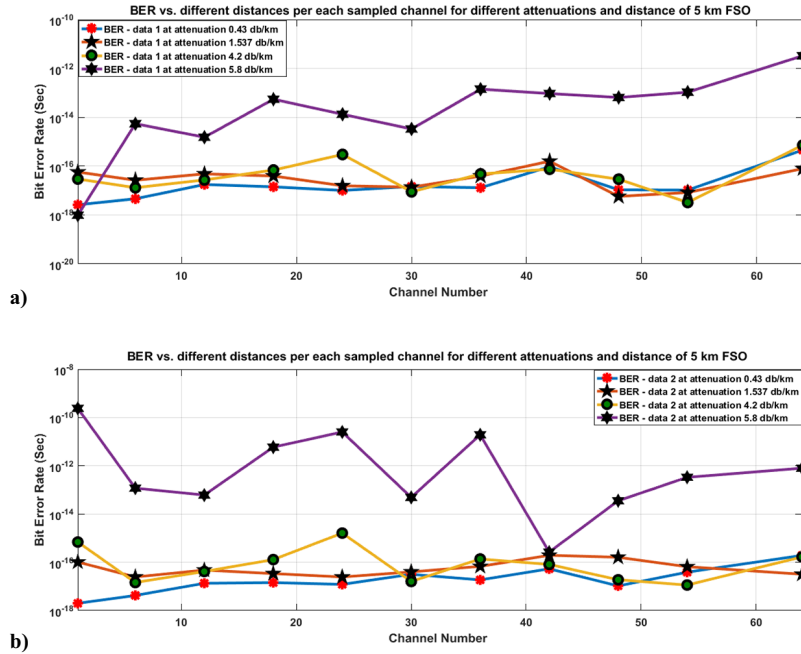 BER vs. different distances per each sampled channel for different attenuations and distance of 5 km FSO
10^-10
10^-12
10^-14
10^-16
10^-18
10^-20
Bit Error Rate (Sec)
BER - data 1 at attenuation 0.43 db/km
BER - data 1 at attenuation 1.537 db/km
BER - data 1 at attenuation 4.2 db/km
BER - data 1 at attenuation 5.8 db/km
10 20 30 40 50 60
Channel Number
a)
BER vs. different distances per each sampled channel for different attenuations and distance of 5 km FSO
10^-8
10^-10
10^-12
10^-14
10^-16
10^-18
Bit Error Rate (Sec)
BER - data 2 at attenuation 0.43 db/km
BER - data 2 at attenuation 1.537 db/km
BER - data 2 at attenuation 4.2 db/km
BER - data 2 at attenuation 5.8 db/km
10 20 30 40 50 60
Channel Number
b)